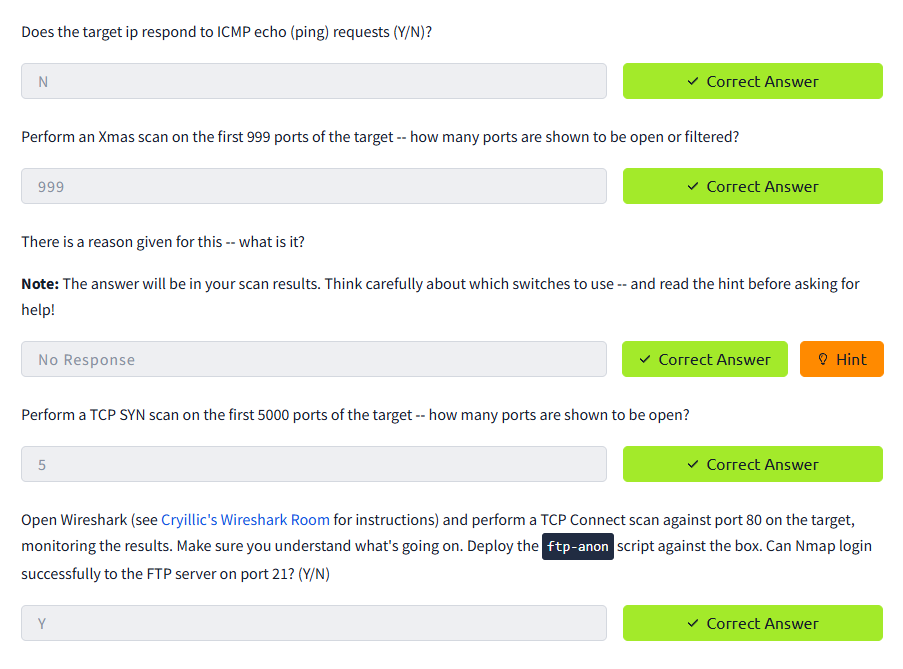 Does the target ip respond to ICMP echo (ping) requests (Y/N)?
N
✓ Correct Answer
Perform an Xmas scan on the first 999 ports of the target -- how many ports are shown to be open or filtered?
999
✓ Correct Answer
There is a reason given for this -- what is it?
Note: The answer will be in your scan results. Think carefully about which switches to use -- and read the hint before asking for
help!
No Response
✓ Correct Answer
Hint
Perform a TCP SYN scan on the first 5000 ports of the target -- how many ports are shown to be open?
5
✓ Correct Answer
Open Wireshark (see Cryillic's Wireshark Room for instructions) and perform a TCP Connect scan against port 80 on the target,
monitoring the results. Make sure you understand what's going on. Deploy the ftp-anon script against the box. Can Nmap login
successfully to the FTP server on port 21? (Y/N)
Y
✓ Correct Answer